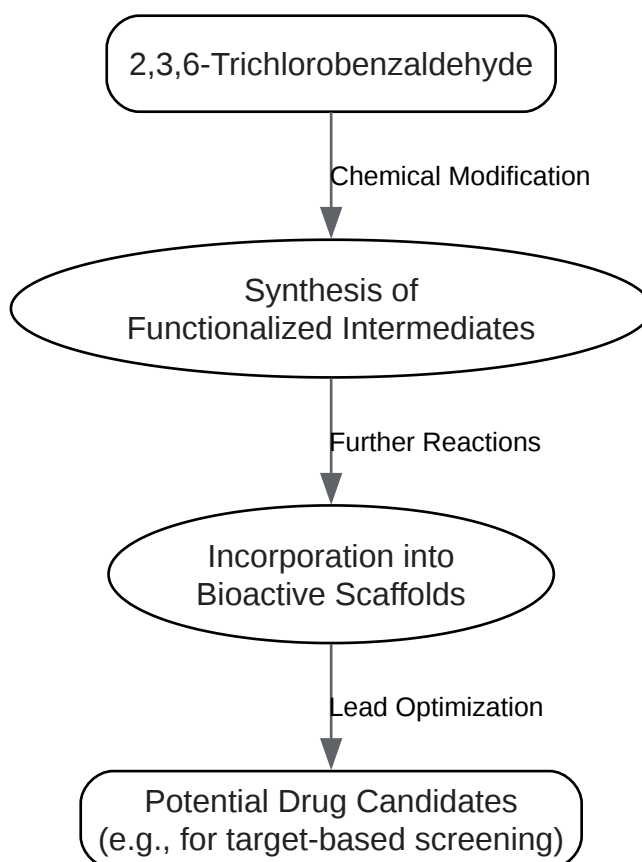 2,3,6-Trichlorobenzaldehyde
Chemical Modification
Synthesis of
Functionalized Intermediates
Further Reactions
Incorporation into
Bioactive Scaffolds
Lead Optimization
Potential Drug Candidates
(e.g., for target-based screening)